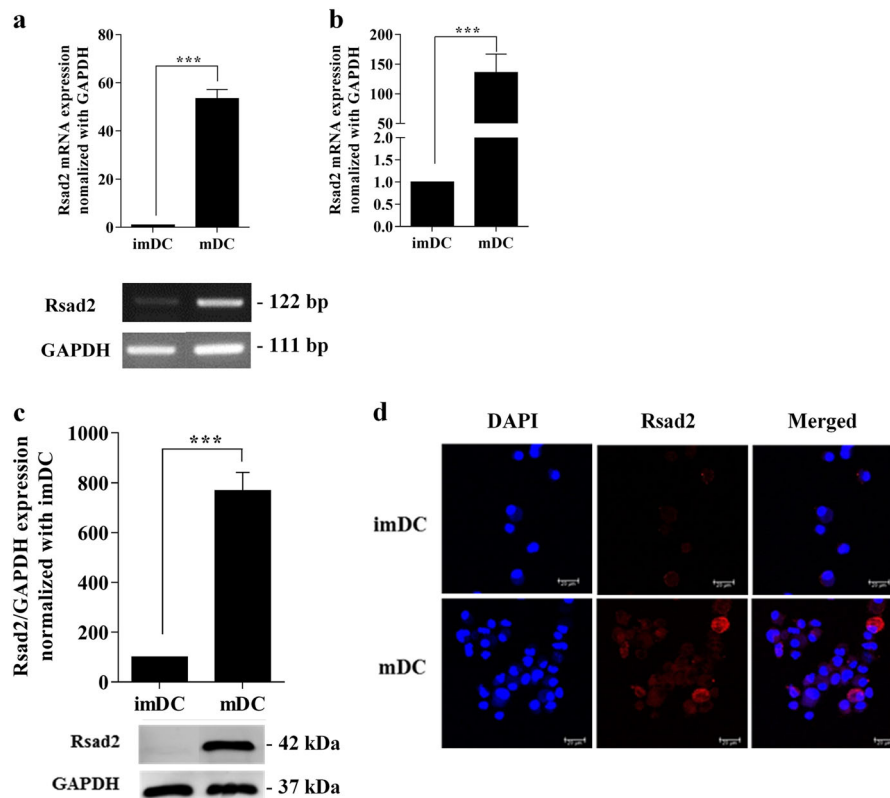 a
Rsad2 mRNA expression
nomalized with GAPDH
80
60
40
20
0
***
imDC
mDC
Rsad2
- 122 bp
GAPDH
- 111 bp
b
Rsad2 mRNA expression
nomalized with GAPDH
200
150
100
50
2.0
1.5
1.0
0.5
0.0
***
imDC
mDC
c
Rsad2/GAPDH expression
normalized with imDC
1000
800
600
400
200
0
***
imDC
mDC
Rsad2
- 42 kDa
GAPDH
- 37 kDa
d
DAPI
Rsad2
Merged
imDC
mDC